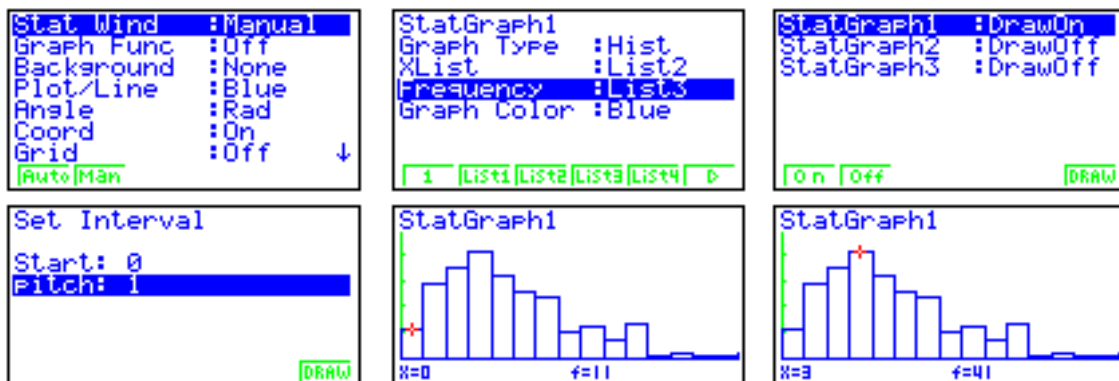 Stat Wind :Manual
Graph Func :Off
Background :None
Plot/Line :Blue
Angle :Rad
Coord :On
Grid :Off ↓
Auto Man
StatGraph1
Graph Type :Hist
XList :List2
Frequency :List3
Graph Color :Blue
1 List1 List2 List3 List4 ▷
StatGraph1 :DrawOn
StatGraph2 :DrawOff
StatGraph3 :DrawOff
On Off DRAW
Set Interval
Start: 0
pitch: 1
DRAW
StatGraph1
X=0 f=11
StatGraph1
X=3 f=41